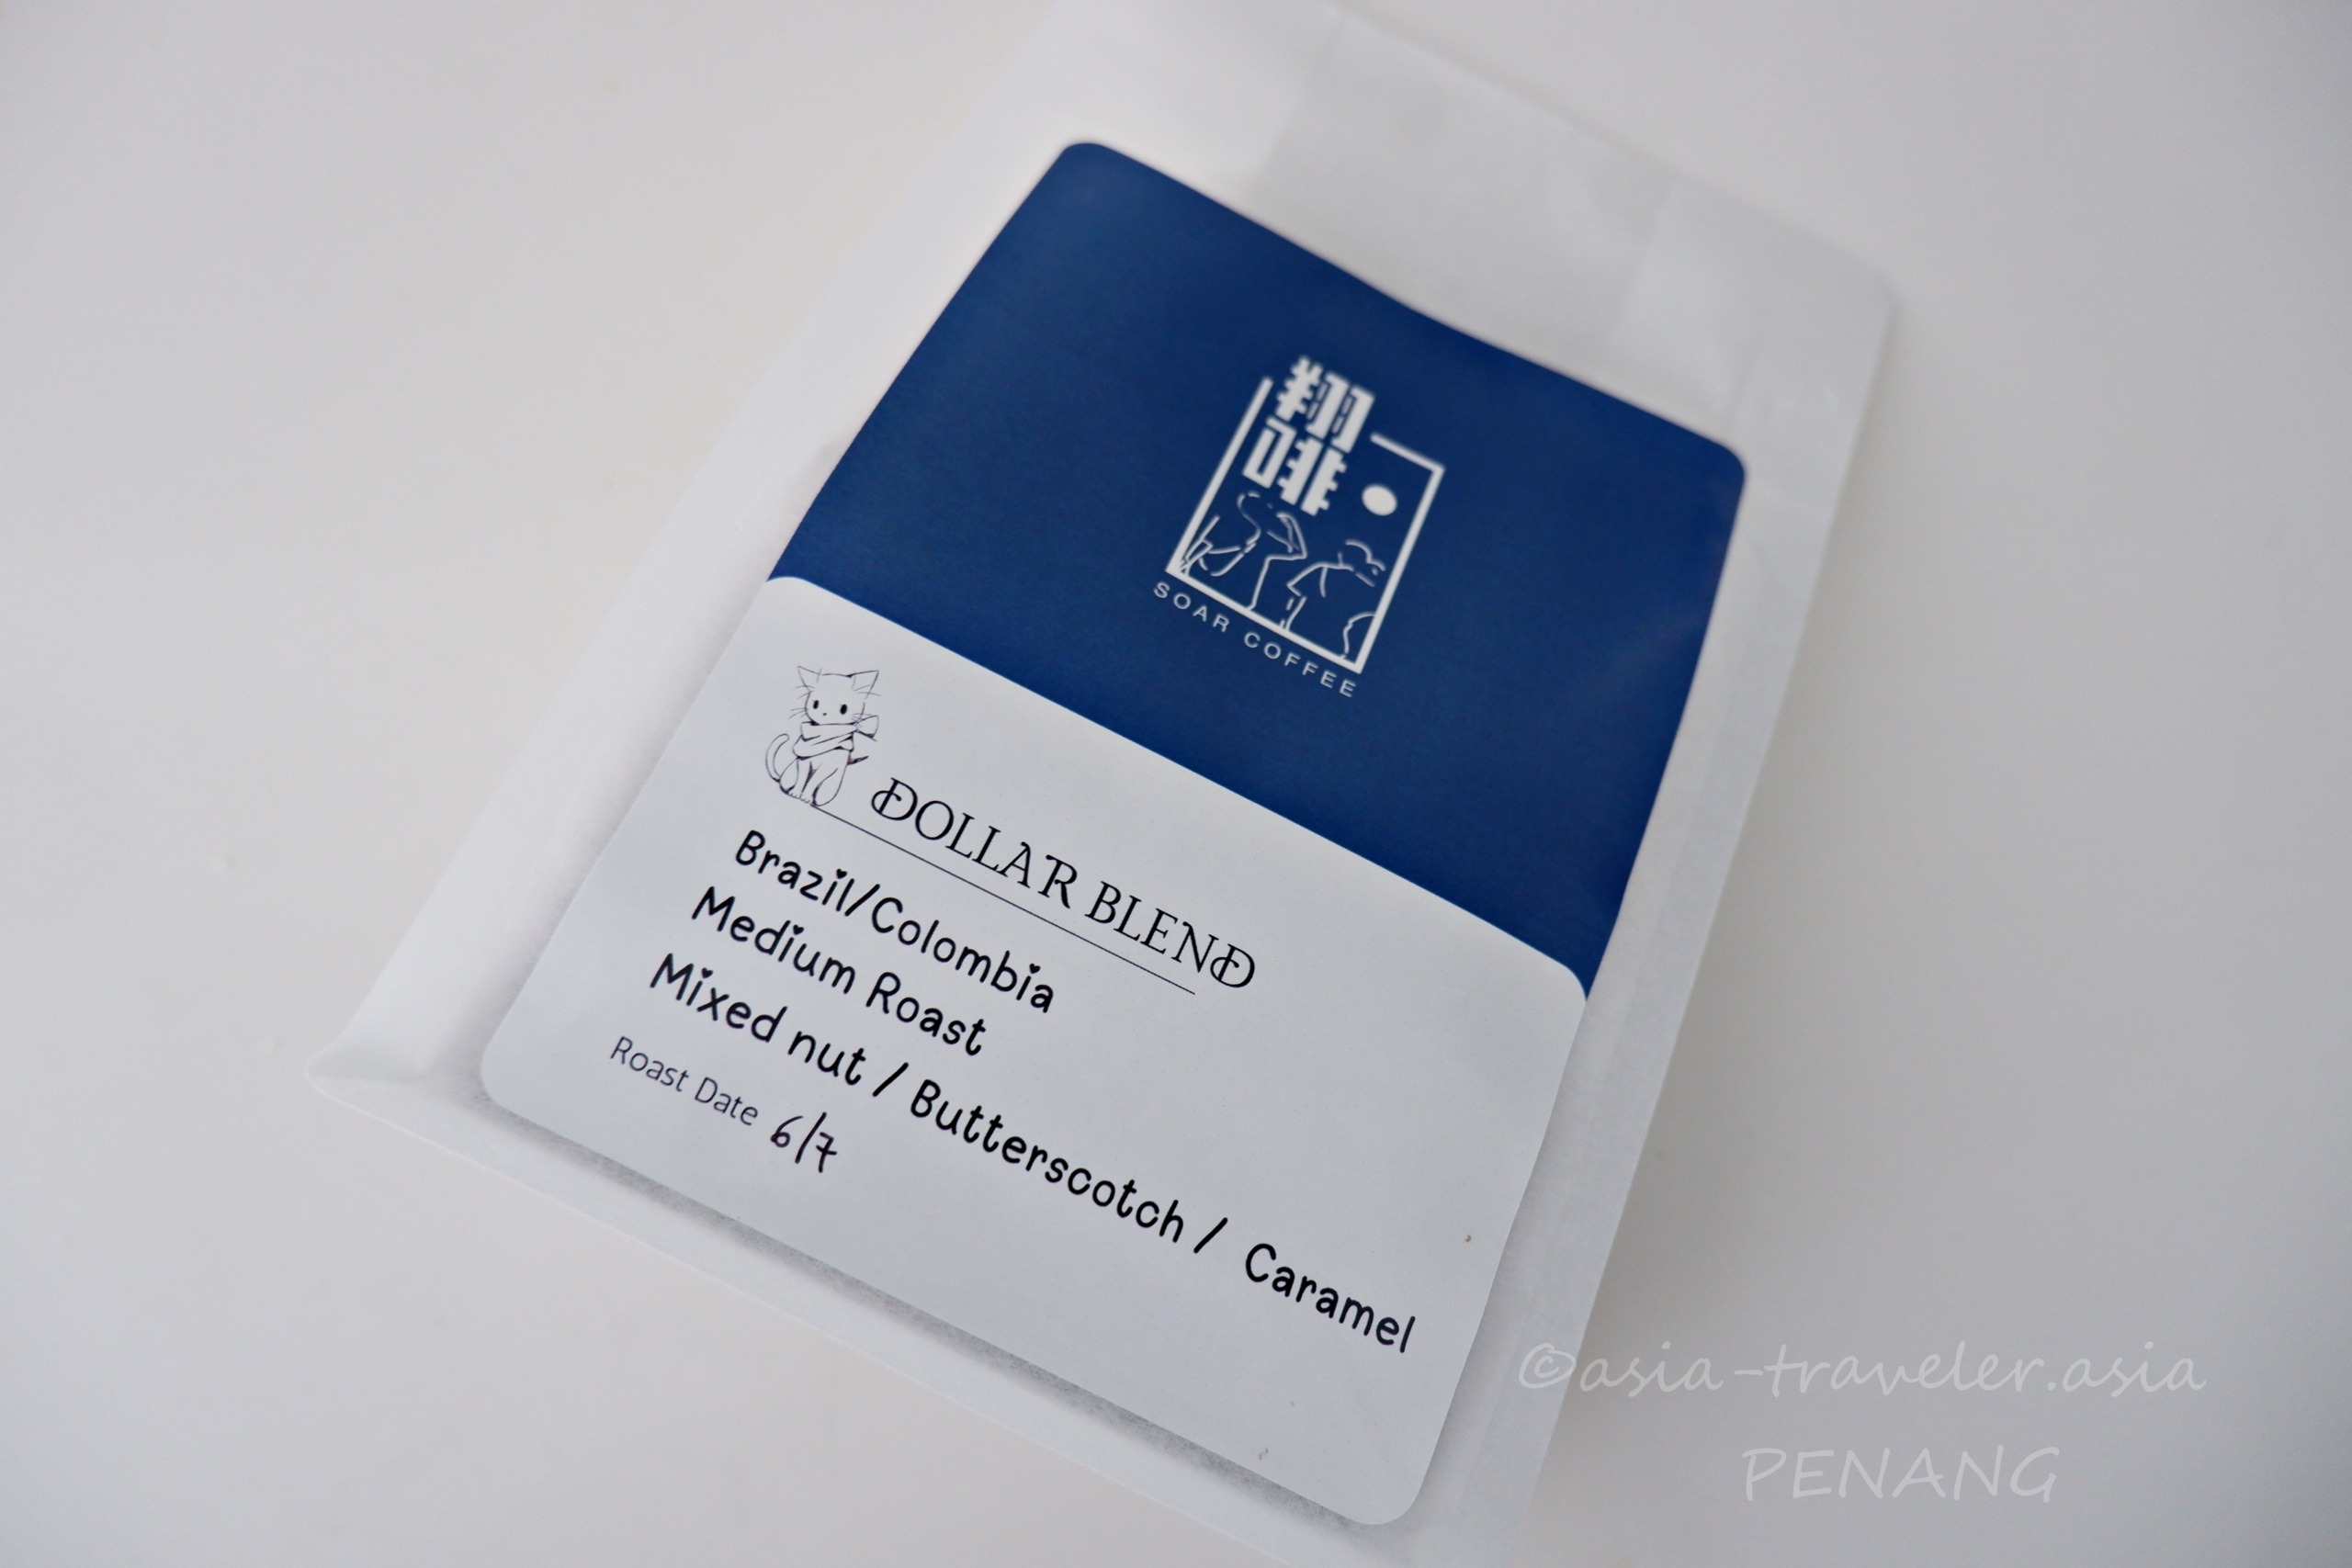 翔
啡
SOAR COFFEE
DOLLAR BLEND
Brazil/Colombia
Medium Roast
Mixed nut / Butterscotch / Caramel
Roast Date 6/7
©asia-traveler.asia
PENANG